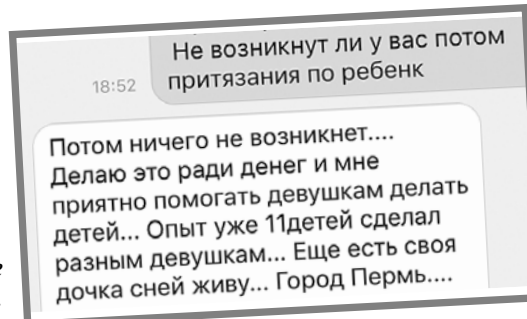 Не возникнут ли у вас потом
притязания по ребенк
18:52
Потом ничего не возникнет....
Делаю это ради денег и мне
приятно помогать девушкам делать
детей... Опыт уже 11детей сделал
разным девушкам... Еще есть своя
дочка сней живу... Город Пермь....